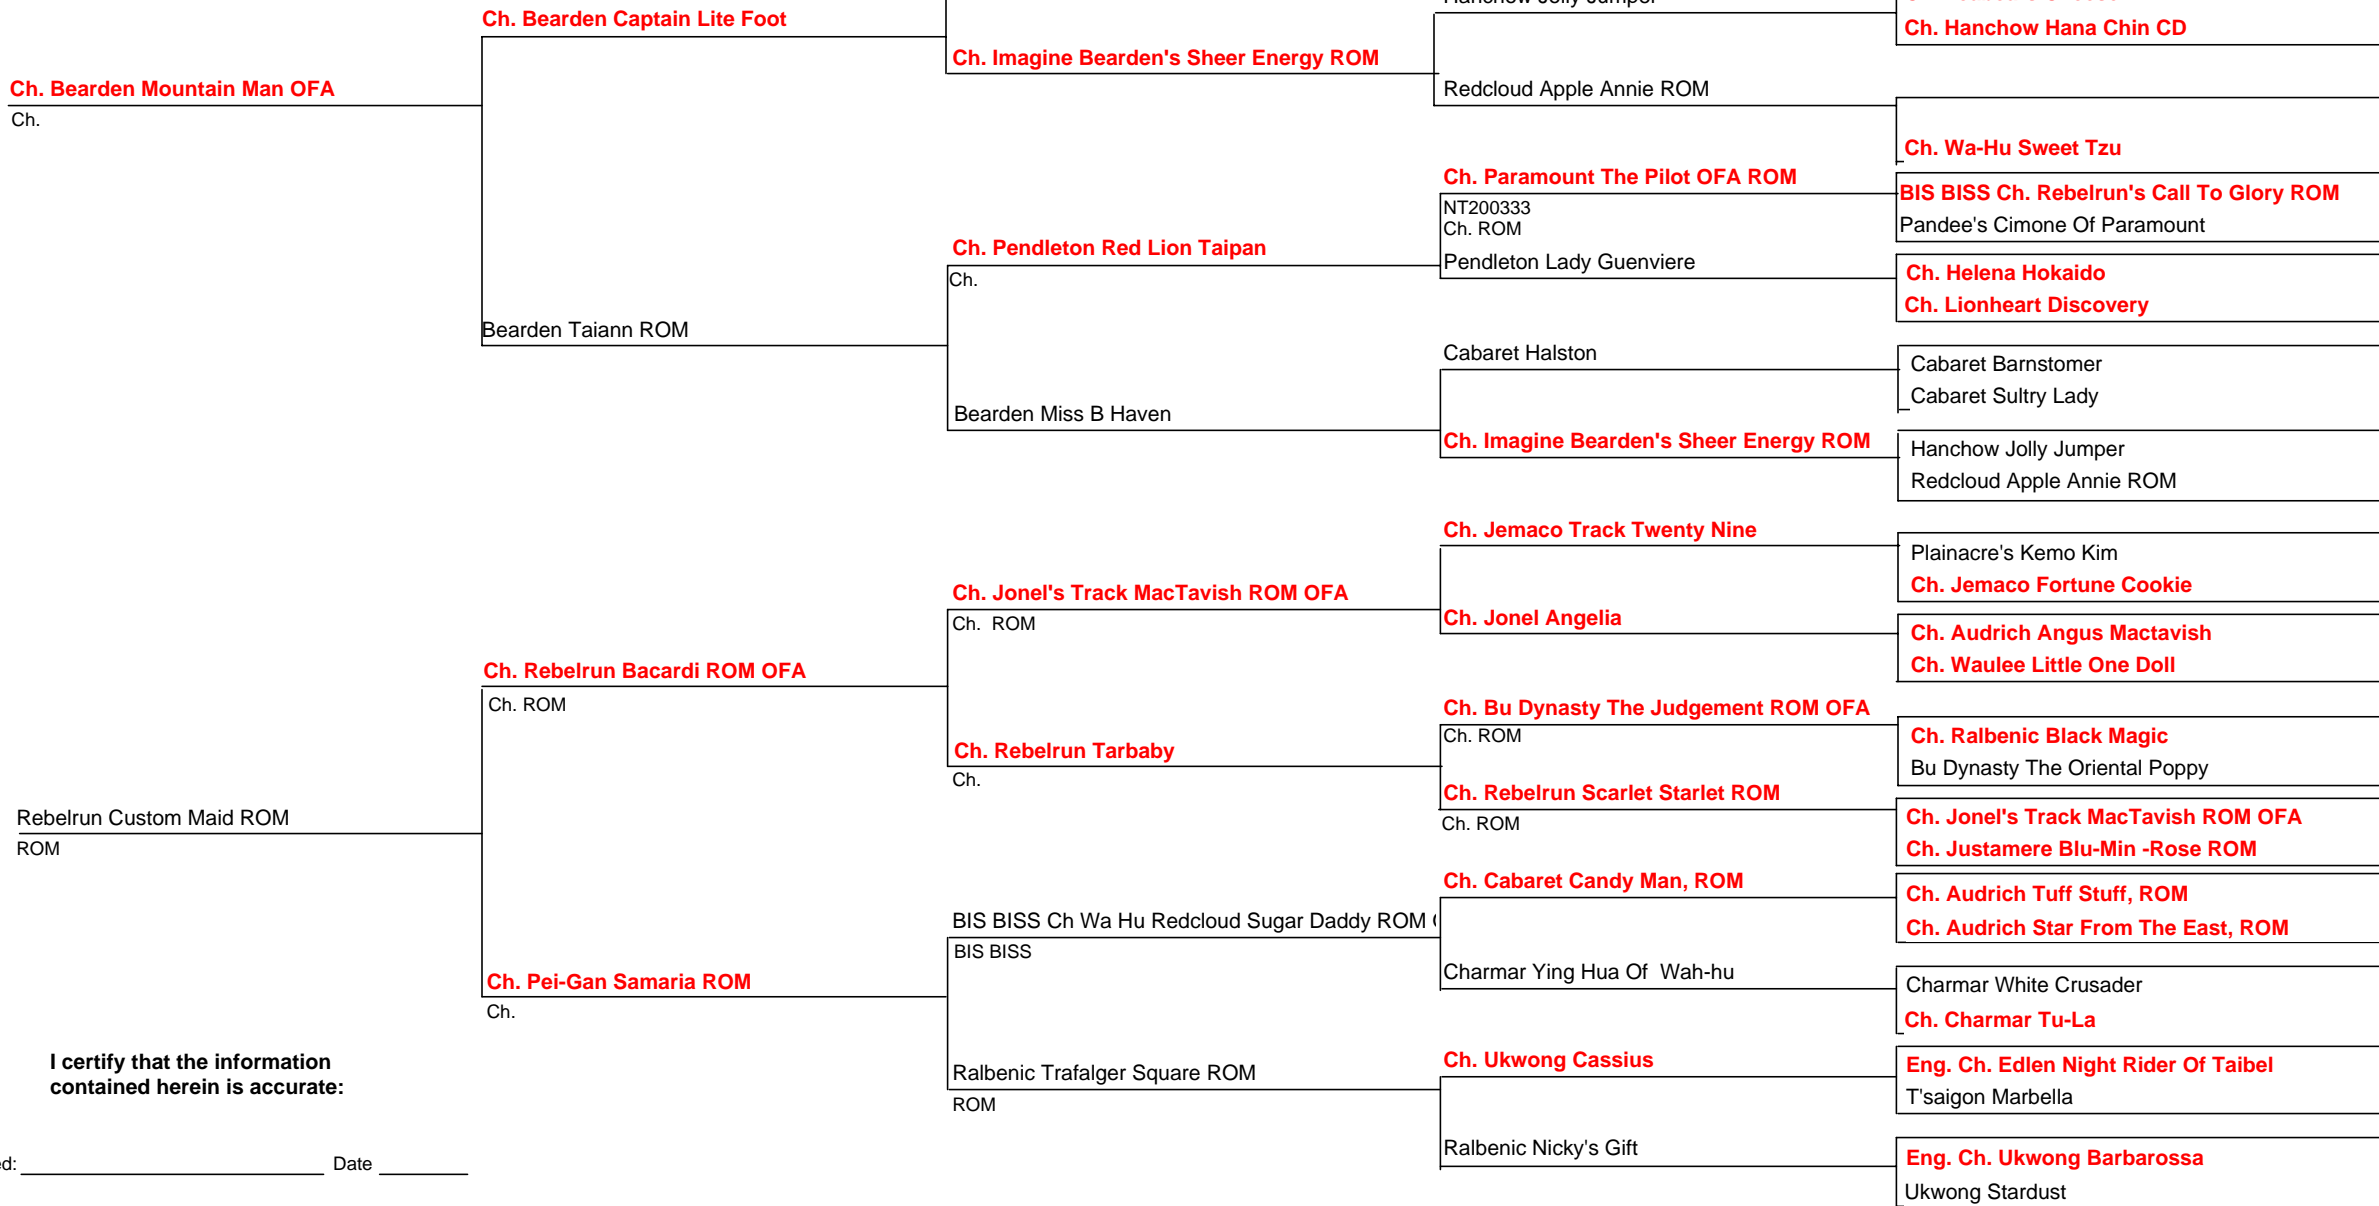 Ch. Bearden Captain Lite Foot
Ch. Hanchow Hana Chin CD
Ch. Imagine Bearden's Sheer Energy ROM
Ch. Bearden Mountain Man OFA
Ch.
Redcloud Apple Annie ROM
Ch. Wa-Hu Sweet Tzu
Ch. Paramount The Pilot OFA ROM
NT200333
Ch. ROM
BIS BISS Ch. Rebelrun's Call To Glory ROM
Pandee's Cimone Of Paramount
Ch. Pendleton Red Lion Taipan
Ch.
Pendleton Lady Guenviere
Ch. Helena Hokaido
Ch. Lionheart Discovery
Bearden Taiann ROM
Cabaret Halston
Cabaret Barnstomer
Cabaret Sultry Lady
Bearden Miss B Haven
Ch. Imagine Bearden's Sheer Energy ROM
Hanchow Jolly Jumper
Redcloud Apple Annie ROM
Ch. Jemaco Track Twenty Nine
Plainacre's Kemo Kim
Ch. Jemaco Fortune Cookie
Ch. Jonel's Track MacTavish ROM OFA
Ch.  ROM
Ch. Jonel Angelia
Ch. Audrich Angus Mactavish
Ch. Waulee Little One Doll
Ch. Rebelrun Bacardi ROM OFA
Ch. ROM
Ch. Bu Dynasty The Judgement ROM OFA
Ch. ROM
Ch. Ralbenic Black Magic
Bu Dynasty The Oriental Poppy
Ch. Rebelrun Tarbaby
Ch.
Ch. Rebelrun Scarlet Starlet ROM
Ch. ROM
Ch. Jonel's Track MacTavish ROM OFA
Ch. Justamere Blu-Min -Rose ROM
Rebelrun Custom Maid ROM
ROM
Ch. Cabaret Candy Man, ROM
Ch. Audrich Tuff Stuff, ROM
Ch. Audrich Star From The East, ROM
BIS BISS Ch Wa Hu Redcloud Sugar Daddy ROM
BIS BISS
Charmar Ying Hua Of  Wah-hu
Charmar White Crusader
Ch. Charmar Tu-La
Ch. Pei-Gan Samaria ROM
Ch.
Ch. Ukwong Cassius
Eng. Ch. Edlen Night Rider Of Taibel
T'saigon Marbella
Ralbenic Trafalger Square ROM
ROM
Ralbenic Nicky's Gift
Eng. Ch. Ukwong Barbarossa
Ukwong Stardust
I certify that the information
contained herein is accurate:
ed: Date